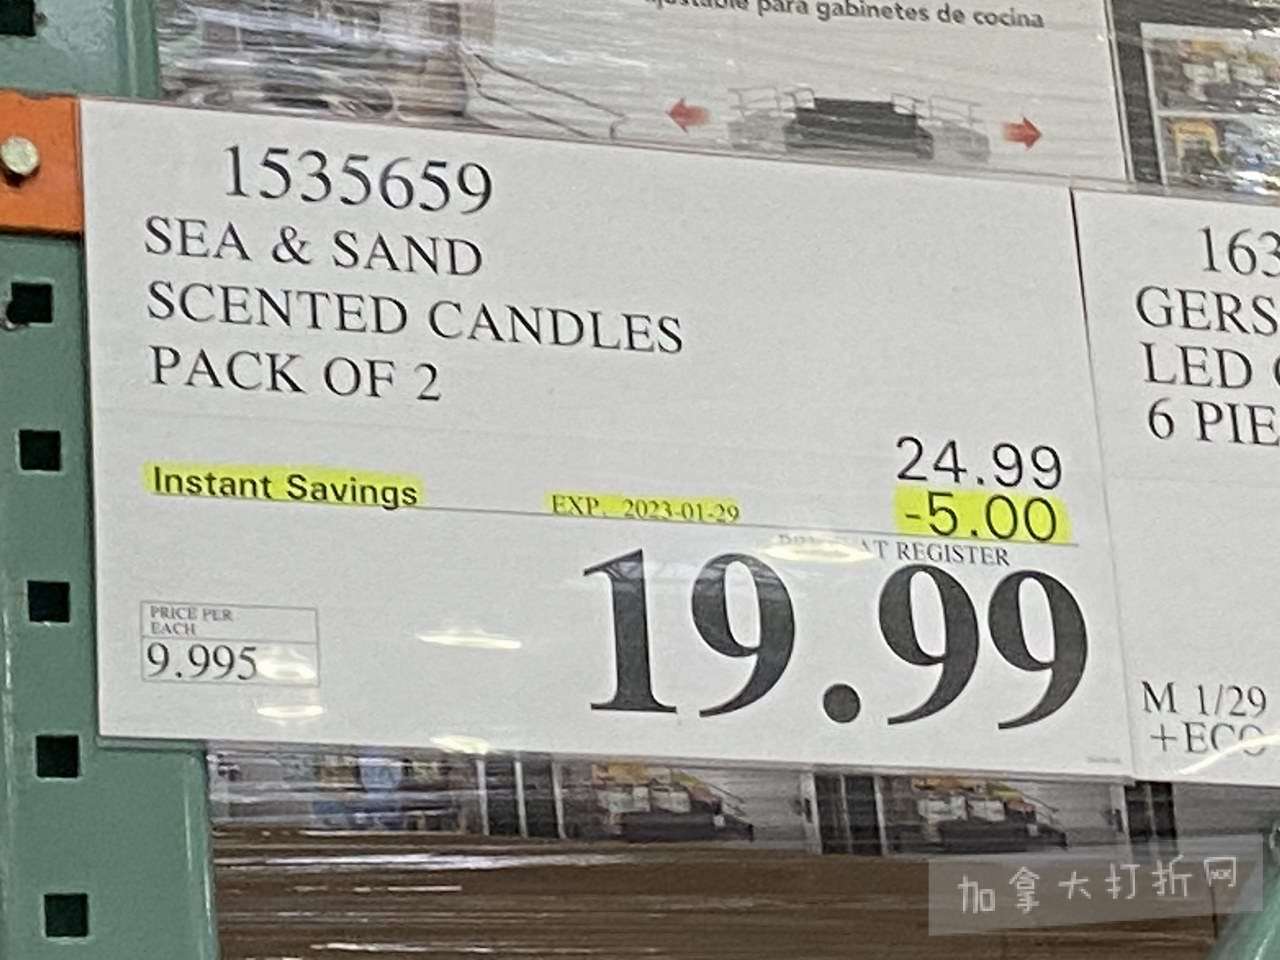 para gabinetes de cocina
1535659
SEA & SAND
SCENTED CANDLES
PACK OF 2
24.99
Instant Savings
EXP. 2023-01-29
-5.00
AT REGISTER
19.99
PRICE PER
EACH
9.995
163
GERS
LED
6 PIE
M 1/29
+ECO
加拿大打折网